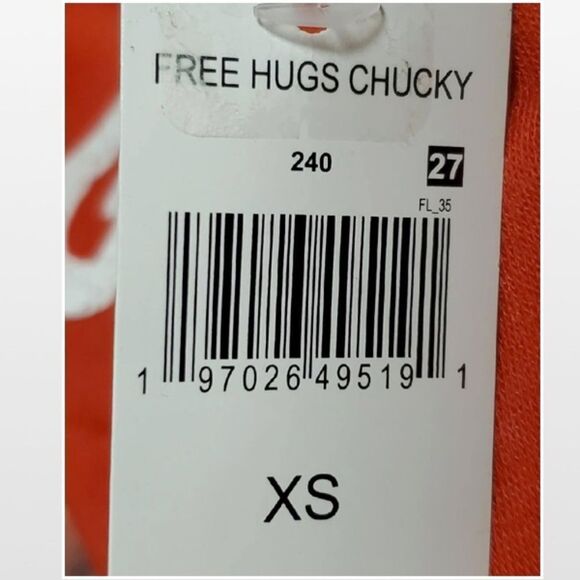 FREE HUGS CHUCKY
240 27
FL_35
1 97026 49519 1
XS